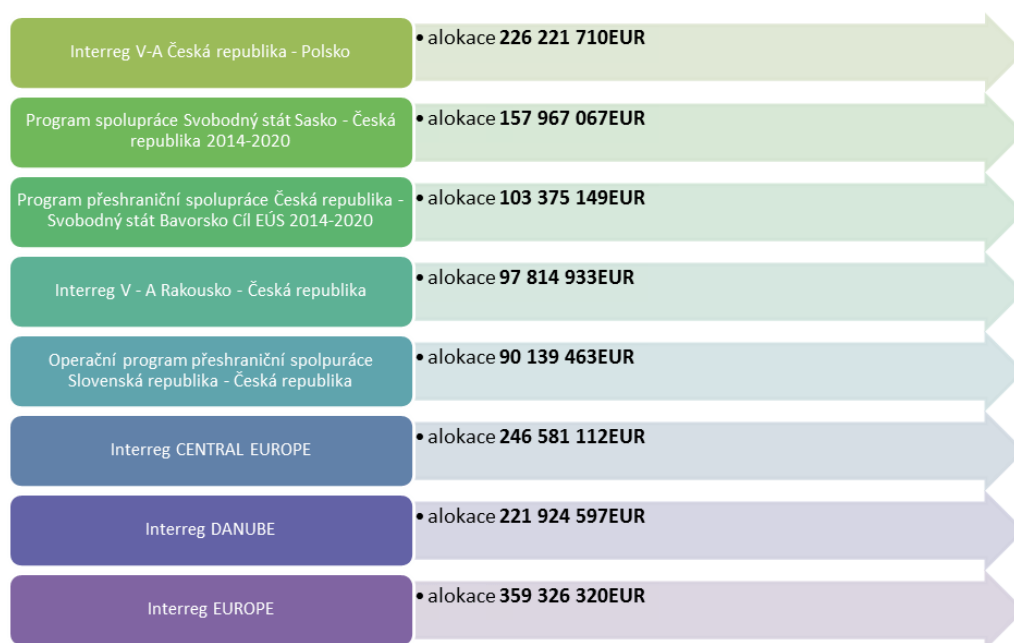 Interreg V-A Česká republika - Polsko
• alokace 226 221 710EUR
Program spolupráce Svobodný stát Sasko - Česká
republika 2014-2020
• alokace 157 967 067EUR
Program přeshraniční spolupráce Česká republika -
Svobodný stát Bavorsko Cíl EÚS 2014-2020
• alokace 103 375 149EUR
Interreg V - A Rakousko - Česká republika
• alokace 97 814 933EUR
Operační program přeshraniční spolpuráce
Slovenská republika - Česká republika
• alokace 90 139 463EUR
Interreg CENTRAL EUROPE
• alokace 246 581 112EUR
Interreg DANUBE
• alokace 221 924 597EUR
Interreg EUROPE
• alokace 359 326 320EUR